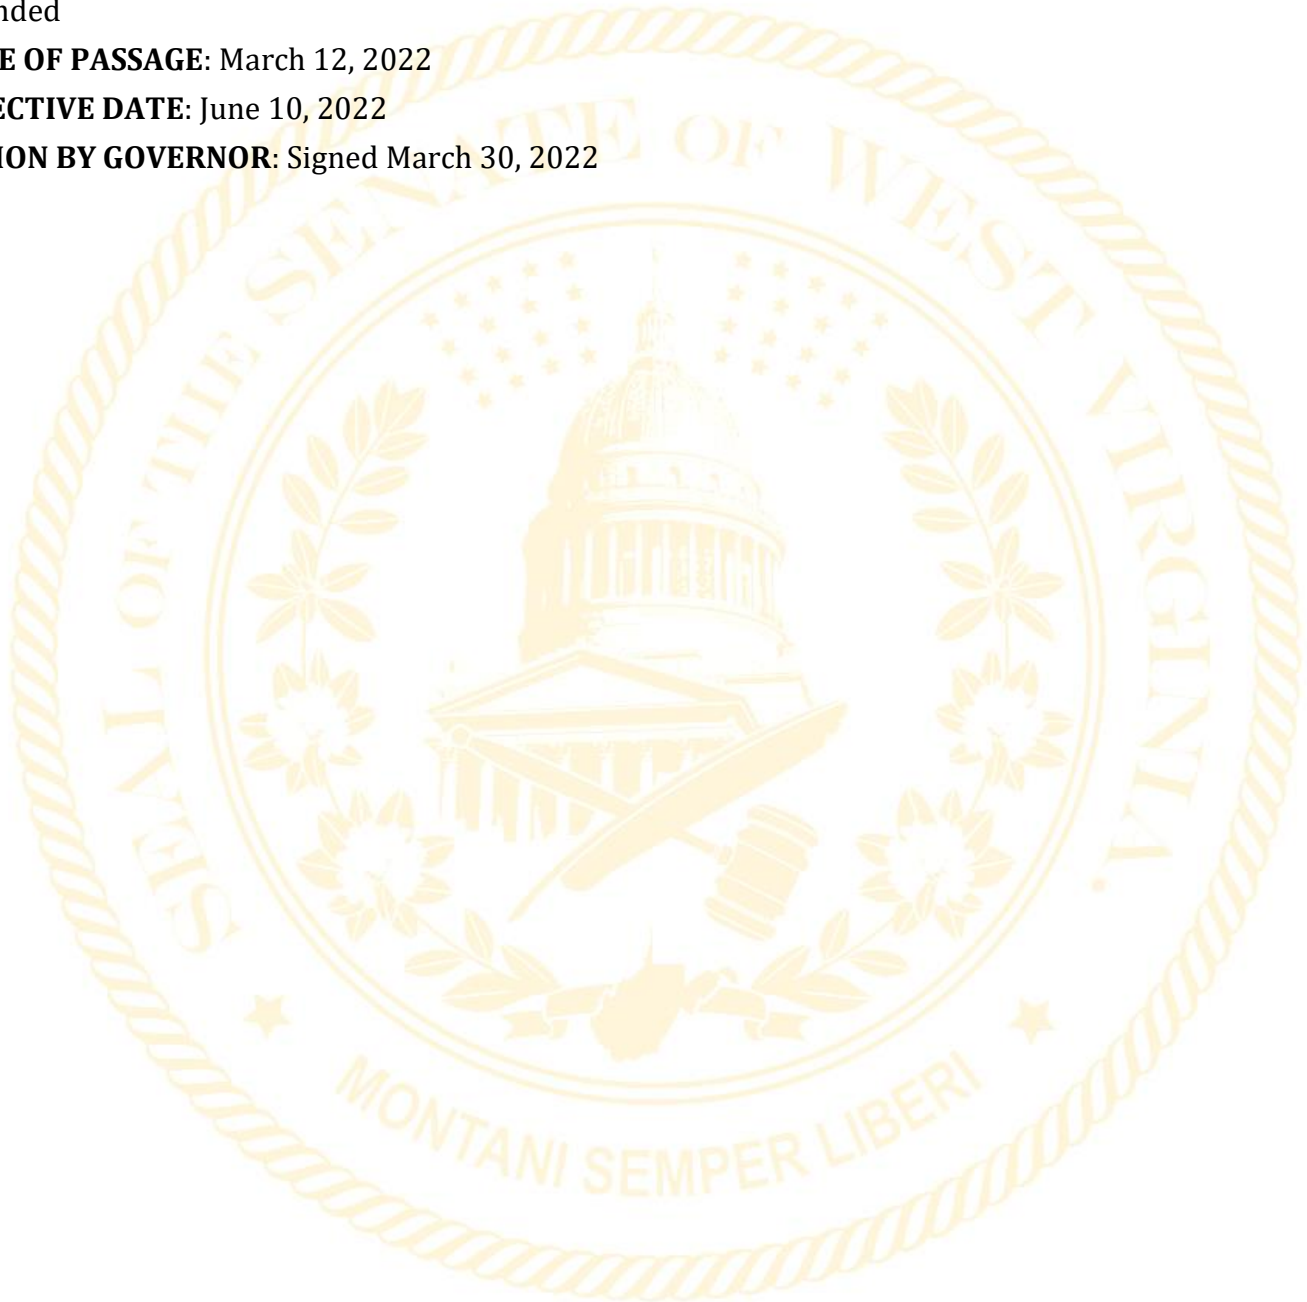 nded
E OF PASSAGE: March 12, 2022
ECTIVE DATE: June 10, 2022
ION BY GOVERNOR: Signed March 30, 2022
SEAL OF THE SENATE OF WEST VIRGINIA.
MONTANI SEMPER LIBERI